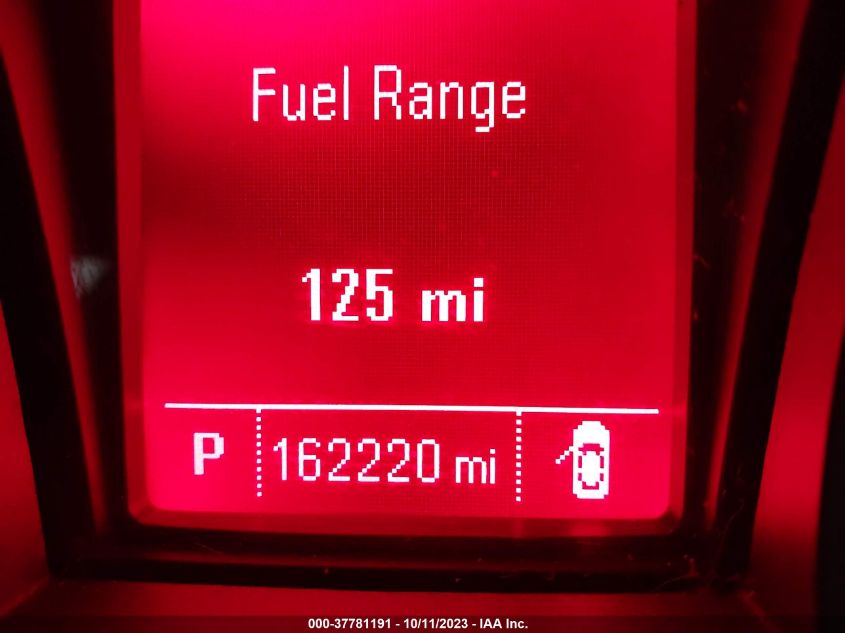 Fuel Range
125 mi
P 162220 mi
000-37781191 - 10/11/2023 - IAA Inc.